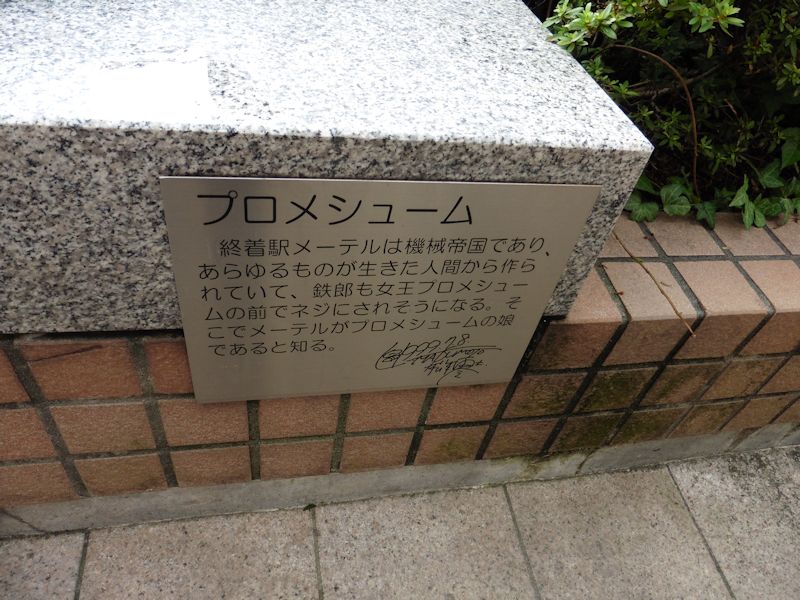 プロメシューム
終着駅メーテルは機械帝国であり、
あらゆるものが生きた人間から作ら
れていて、鉄郎も女王プロメシュー
ムの前でネジにされそうになる。そ
こでメーテルがプロメシュームの娘
であると知る。